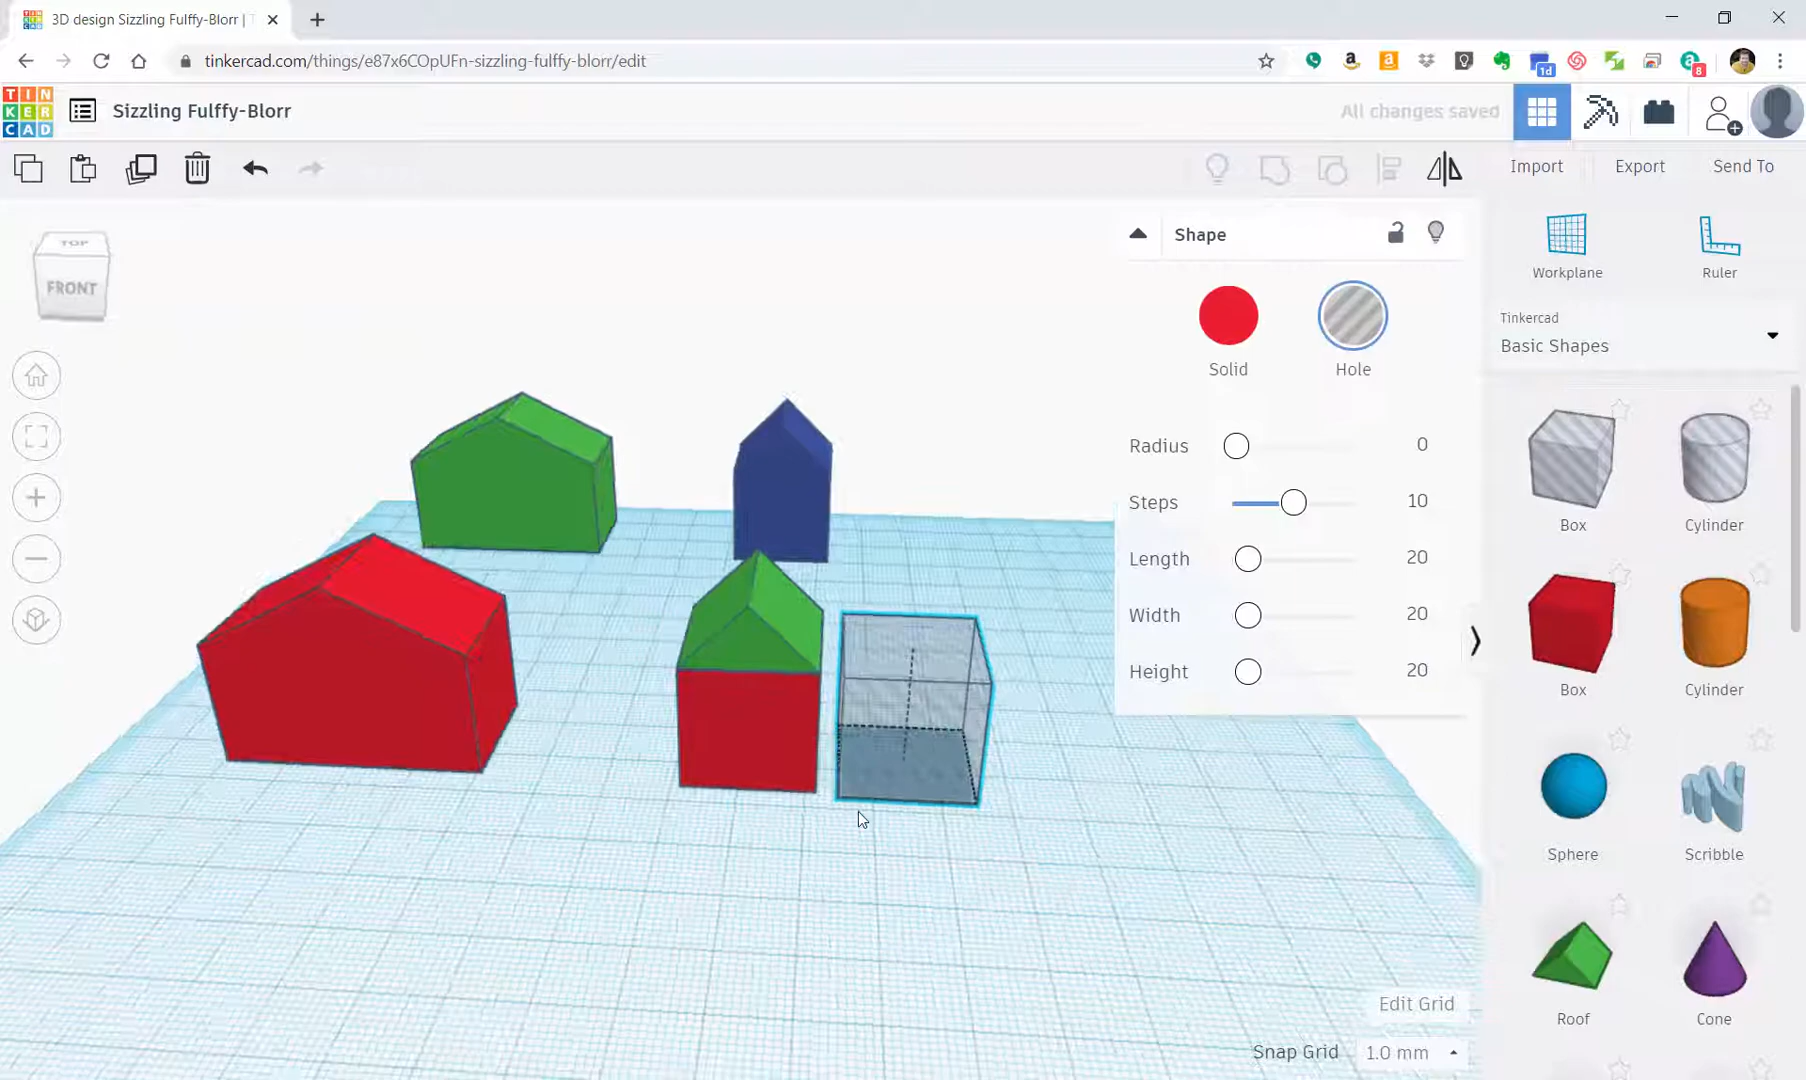 3D design Sizzling Fulffy-Blorr |
tinkercad.com/things/e87x6COpUFn-sizzling-fulffy-blorr/edit
1d
8
TIN
KER
CAD
Sizzling Fulffy-Blorr
All changes saved
Import
Export
Send To
TOP
FRONT
Shape
Solid
Hole
Radius
0
Steps
10
Length
20
Width
20
Height
20
Workplane
Ruler
Tinkercad
Basic Shapes
Box
Cylinder
Box
Cylinder
Sphere
Scribble
Roof
Cone
Edit Grid
Snap Grid
1.0 mm